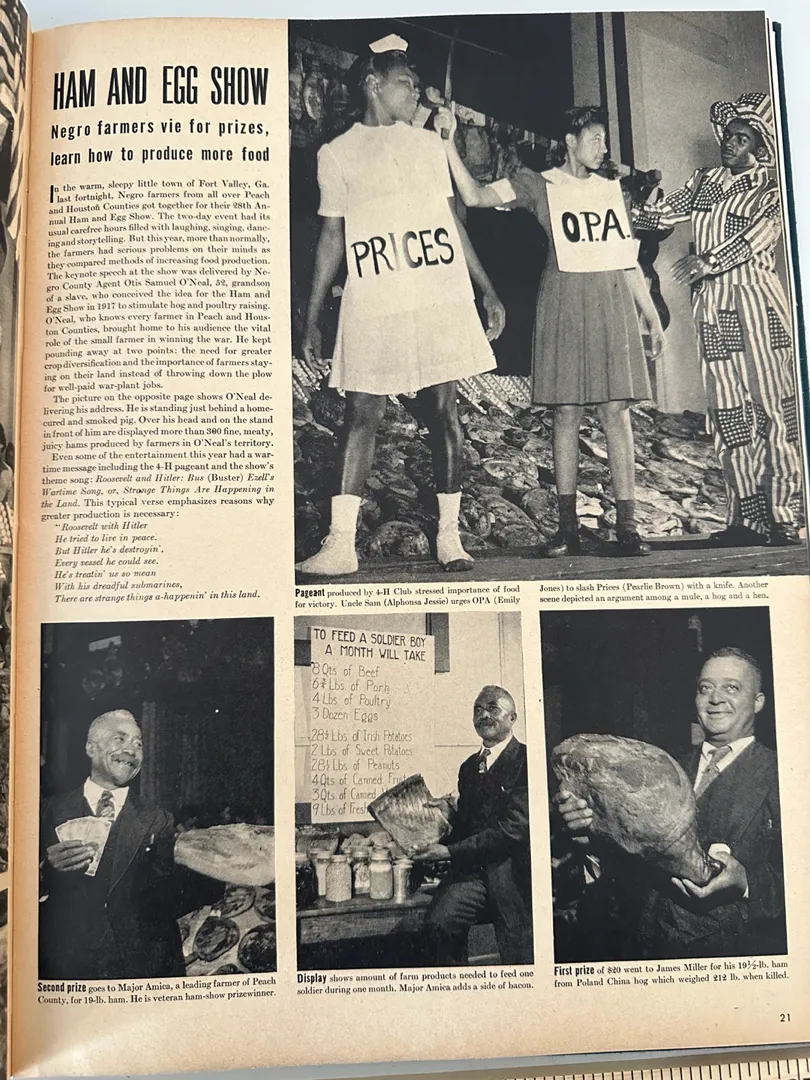 HAM AND EGG SHOW
Negro farmers vie for prizes,
learn how to produce more food
In the warm, sleepy little town of Fort Valley, Ga.
last fortnight, Negro farmers from all over Peach
and Houston Counties got together for their 28th An-
nual Ham and Egg Show. The two-day event had its
usual carefree hours filled with laughing, singing, danc-
ing and storytelling. But this year, more than normally,
the farmers had serious problems on their minds as
they compared methods of increasing food production.
The keynote speech at the show was delivered by Ne-
gro County Agent Otis Samuel O'Neal, 52, grandson
of a slave, who conceived the idea for the Ham and
Egg Show in 1917 to stimulate hog and poultry raising.
O'Neal, who knows every farmer in Peach and Hous-
ton Counties, brought home to his audience the vital
role of the small farmer in winning the war. He kept
pounding away at two points: the need for greater
crop diversification and the importance of farmers stay-
ing on their land instead of throwing down the plow
for well-paid war-plant jobs.
The picture on the opposite page shows O'Neal de-
livering his address. He is standing just behind a home-
cured and smoked pig. Over his head and on the stand
in front of him are displayed more than 300 fine, meaty,
juicy hams produced by farmers in O'Neal's territory.
Even some of the entertainment this year had a war-
time message including the 4-H pageant and the show's
theme song: Roosevelt and Hitler: Bus (Buster) Ezell's
Wartime Song, or, Strange Things Are Happening in
the Land. This typical verse emphasizes reasons why
greater production is necessary:
"Roosevelt with Hitler
He tried to live in peace.
But Hitler he's destroyin',
Every vessel he could see.
He's treatin' us so mean
With his dreadful submarines,
There are strange things a-happenin' in this land.
PRICES
O.P.A.
Pageant produced by 4-H Club stressed importance of food
for victory. Uncle Sam (Alphonsa Jessie) urges OPA (Emily
Jones) to slash Prices (Pearlie Brown) with a knife. Another
scene depicted an argument among a mule, a hog and a hen.
TO FEED A SOLDIER BOY
A MONTH WILL TAKE
8 Qts of Beef
Lbs of Pork
4 Lbs of Poultry
3 Dozen Eggs
28½ Lbs of Irish Potatoes
2 Lbs of Sweet Potatoes
28½ Lbs of Peanuts
4 Qts of Canned Fruit
3 Qts of Canned
9 Lbs of Fresh
Second prize goes to Major Amica, a leading farmer of Peach
County, for 19-lb. ham. He is veteran ham-show prizewinner.
Display shows amount of farm products needed to feed one
soldier during one month. Major Amica adds a side of bacon.
First prize of $20 went to James Miller for his 19½-lb. ham
from Poland China hog which weighed 212 lb. when killed.
21